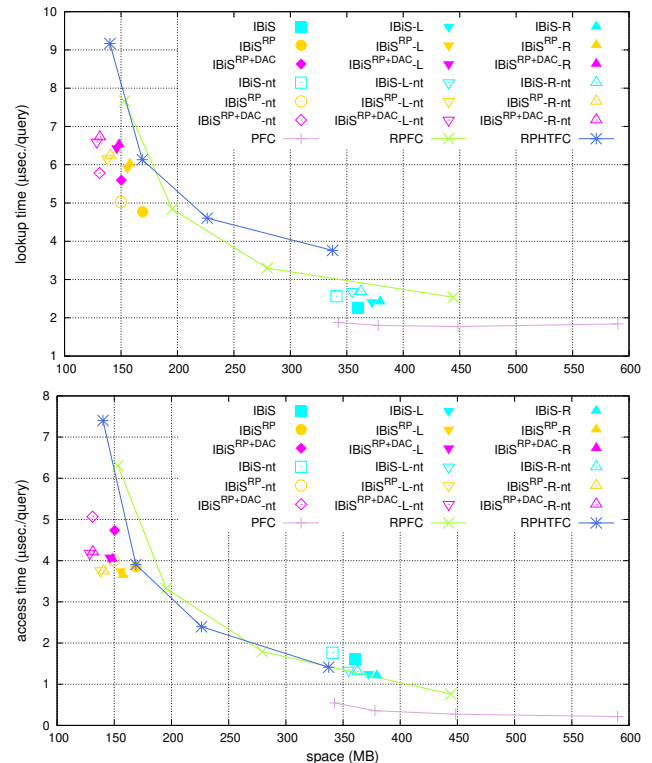 10
9
8
7
6
5
4
3
2
1
lookup time (μsec./query)
IBiS
IBiS-L
IBiS-R
IBiS^RP
IBiS^RP-L
IBiS^RP-R
IBiS^RP+DAC
IBiS^RP+DAC-L
IBiS^RP+DAC-R
IBiS-nt
IBiS-L-nt
IBiS-R-nt
IBiS^RP-nt
IBiS^RP-L-nt
IBiS^RP-R-nt
IBiS^RP+DAC-nt
IBiS^RP+DAC-L-nt
IBiS^RP+DAC-R-nt
PFC
RPFC
RPHTFC
100 150 200 250 300 350 400 450 500 550 600
8
7
6
5
4
3
2
1
0
access time (μsec./query)
IBiS
IBiS-L
IBiS-R
IBiS^RP
IBiS^RP-L
IBiS^RP-R
IBiS^RP+DAC
IBiS^RP+DAC-L
IBiS^RP+DAC-R
IBiS-nt
IBiS-L-nt
IBiS-R-nt
IBiS^RP-nt
IBiS^RP-L-nt
IBiS^RP-R-nt
IBiS^RP+DAC-nt
IBiS^RP+DAC-L-nt
IBiS^RP+DAC-R-nt
PFC
RPFC
RPHTFC
100 150 200 250 300 350 400 450 500 550 600
space (MB)